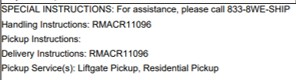 SPECIAL INSTRUCTIONS: For assistance, please call 833-8WE-SHIP
Handling Instructions: RMACR11096
Pickup Instructions:
Delivery Instructions: RMACR11096
Pickup Service(s): Liftgate Pickup, Residential Pickup